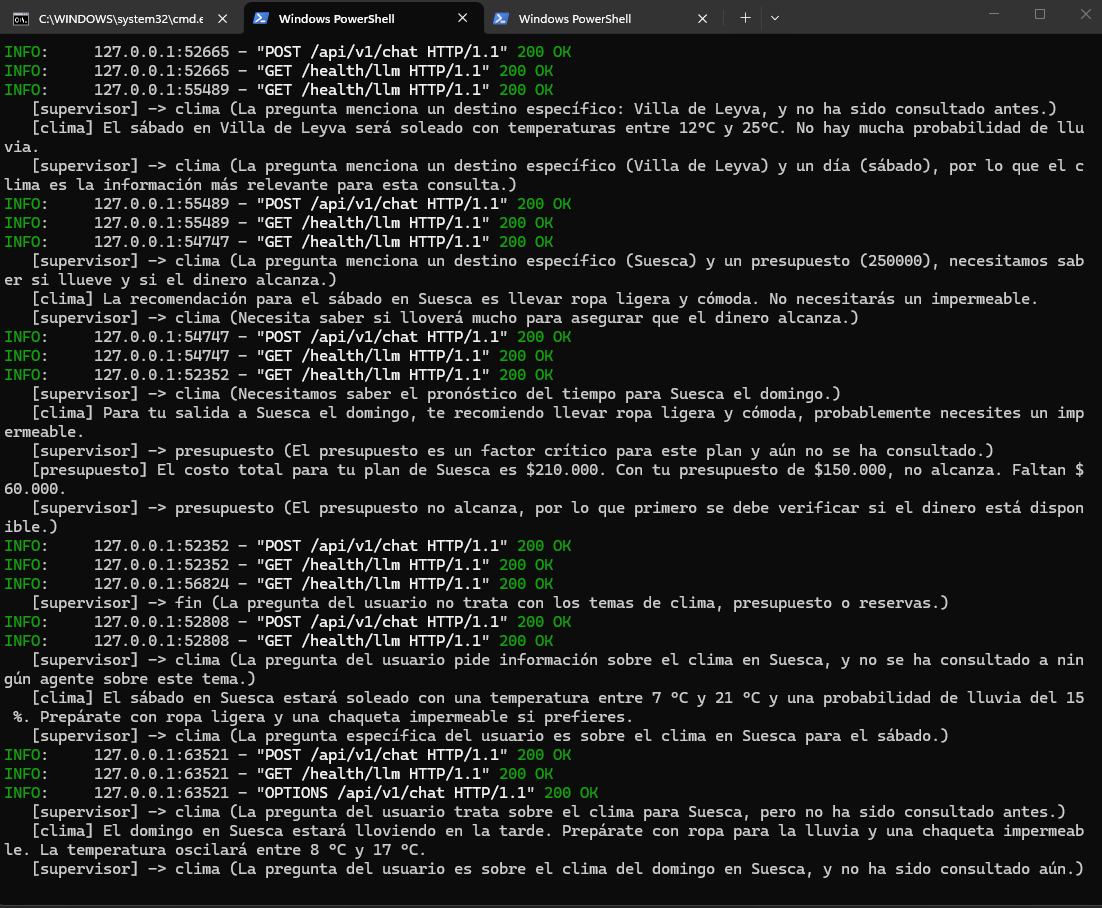 C:\WINDOWS\system32\cmd.e
Windows PowerShell
Windows PowerShell
INFO:     127.0.0.1:52665 - "POST /api/v1/chat HTTP/1.1" 200 OK
INFO:     127.0.0.1:52665 - "GET /health/llm HTTP/1.1" 200 OK
INFO:     127.0.0.1:55489 - "GET /health/llm HTTP/1.1" 200 OK
   [supervisor] -> clima (La pregunta menciona un destino específico: Villa de Leyva, y no ha sido consultado antes.)
   [clima] El sábado en Villa de Leyva será soleado con temperaturas entre 12°C y 25°C. No hay mucha probabilidad de llu
via.
   [supervisor] -> clima (La pregunta menciona un destino específico (Villa de Leyva) y un día (sábado), por lo que el c
lima es la información más relevante para esta consulta.)
INFO:     127.0.0.1:55489 - "POST /api/v1/chat HTTP/1.1" 200 OK
INFO:     127.0.0.1:55489 - "GET /health/llm HTTP/1.1" 200 OK
INFO:     127.0.0.1:54747 - "GET /health/llm HTTP/1.1" 200 OK
   [supervisor] -> clima (La pregunta menciona un destino específico (Suesca) y un presupuesto (250000), necesitamos sab
er si llueve y si el dinero alcanza.)
   [clima] La recomendación para el sábado en Suesca es llevar ropa ligera y cómoda. No necesitarás un impermeable.
   [supervisor] -> clima (Necesita saber si lloverá mucho para asegurar que el dinero alcanza.)
INFO:     127.0.0.1:54747 - "POST /api/v1/chat HTTP/1.1" 200 OK
INFO:     127.0.0.1:54747 - "GET /health/llm HTTP/1.1" 200 OK
INFO:     127.0.0.1:52352 - "GET /health/llm HTTP/1.1" 200 OK
   [supervisor] -> clima (Necesitamos saber el pronóstico del tiempo para Suesca el domingo.)
   [clima] Para tu salida a Suesca el domingo, te recomiendo llevar ropa ligera y cómoda, probablemente necesites un imp
ermeable.
   [supervisor] -> presupuesto (El presupuesto es un factor crítico para este plan y aún no se ha consultado.)
   [presupuesto] El costo total para tu plan de Suesca es $210.000. Con tu presupuesto de $150.000, no alcanza. Faltan $
60.000.
   [supervisor] -> presupuesto (El presupuesto no alcanza, por lo que primero se debe verificar si el dinero está dispon
ible.)
INFO:     127.0.0.1:52352 - "POST /api/v1/chat HTTP/1.1" 200 OK
INFO:     127.0.0.1:52352 - "GET /health/llm HTTP/1.1" 200 OK
INFO:     127.0.0.1:56824 - "GET /health/llm HTTP/1.1" 200 OK
   [supervisor] -> fin (La pregunta del usuario no trata con los temas de clima, presupuesto o reservas.)
INFO:     127.0.0.1:52808 - "POST /api/v1/chat HTTP/1.1" 200 OK
INFO:     127.0.0.1:52808 - "GET /health/llm HTTP/1.1" 200 OK
   [supervisor] -> clima (La pregunta del usuario pide información sobre el clima en Suesca, y no se ha consultado a nin
gún agente sobre este tema.)
   [clima] El sábado en Suesca estará soleado con una temperatura entre 7 °C y 21 °C y una probabilidad de lluvia del 15
 %. Prepárate con ropa ligera y una chaqueta impermeable si prefieres.
   [supervisor] -> clima (La pregunta específica del usuario es sobre el clima en Suesca para el sábado.)
INFO:     127.0.0.1:63521 - "POST /api/v1/chat HTTP/1.1" 200 OK
INFO:     127.0.0.1:63521 - "GET /health/llm HTTP/1.1" 200 OK
INFO:     127.0.0.1:63521 - "OPTIONS /api/v1/chat HTTP/1.1" 200 OK
   [supervisor] -> clima (La pregunta del usuario trata sobre el clima para Suesca, pero no ha sido consultado antes.)
   [clima] El domingo en Suesca estará lloviendo en la tarde. Prepárate con ropa para la lluvia y una chaqueta impermeab
le. La temperatura oscilará entre 8 °C y 17 °C.
   [supervisor] -> clima (La pregunta del usuario es sobre el clima del domingo en Suesca, y no ha sido consultado aún.)